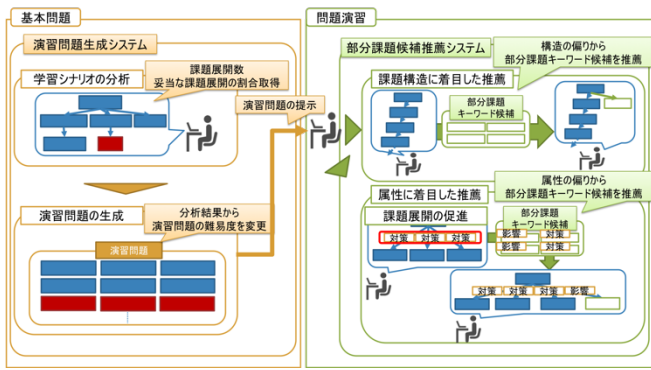 基本問題
演習問題生成システム
学習シナリオの分析
課題展開数
妥当な課題展開の割合取得
演習問題の提示
演習問題の生成
分析結果から
演習問題の難易度を変更
演習問題
問題演習
部分課題候補推薦システム
構造の偏りから
部分課題キーワード候補を推薦
課題構造に着目した推薦
部分課題
キーワード候補
属性の偏りから
部分課題キーワード候補を推薦
属性に着目した推薦
課題展開の促進
対策 対策 対策
部分課題
キーワード候補
影響 対策
影響 対策
対策 対策 対策 影響